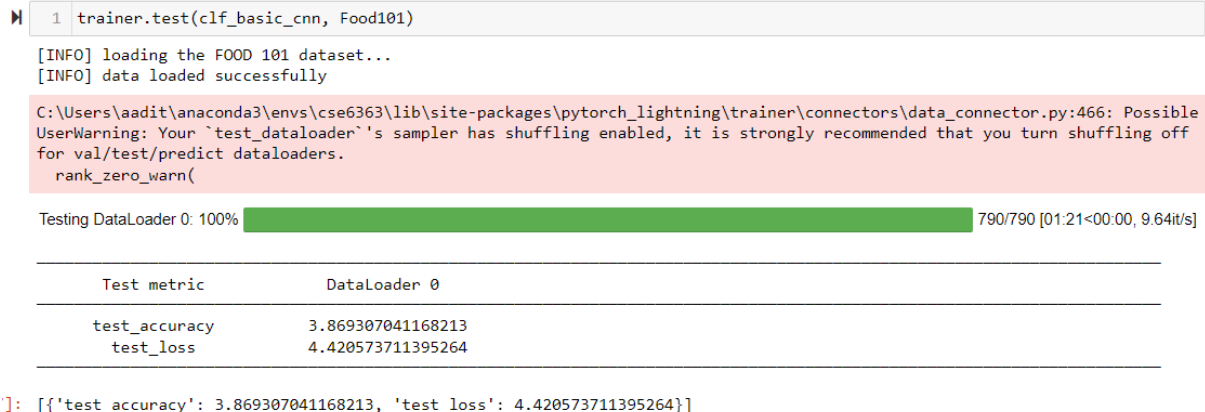 1 trainer.test(clf_basic_cnn, Food101)
[INFO] loading the FOOD 101 dataset...
[INFO] data loaded successfully
C:\Users\aadit\anaconda3\envs\cse6363\lib\site-packages\pytorch_lightning\trainer\connectors\data_connector.py:466: Possible
UserWarning: Your `test_dataloader`'s sampler has shuffling enabled, it is strongly recommended that you turn shuffling off
for val/test/predict dataloaders.
rank_zero_warn(
Testing DataLoader 0: 100% 790/790 [01:21<00:00, 9.64it/s]
Test metric DataLoader 0
test_accuracy 3.869307041168213
test_loss 4.420573711395264
]: [{'test_accuracy': 3.869307041168213, 'test_loss': 4.420573711395264}]